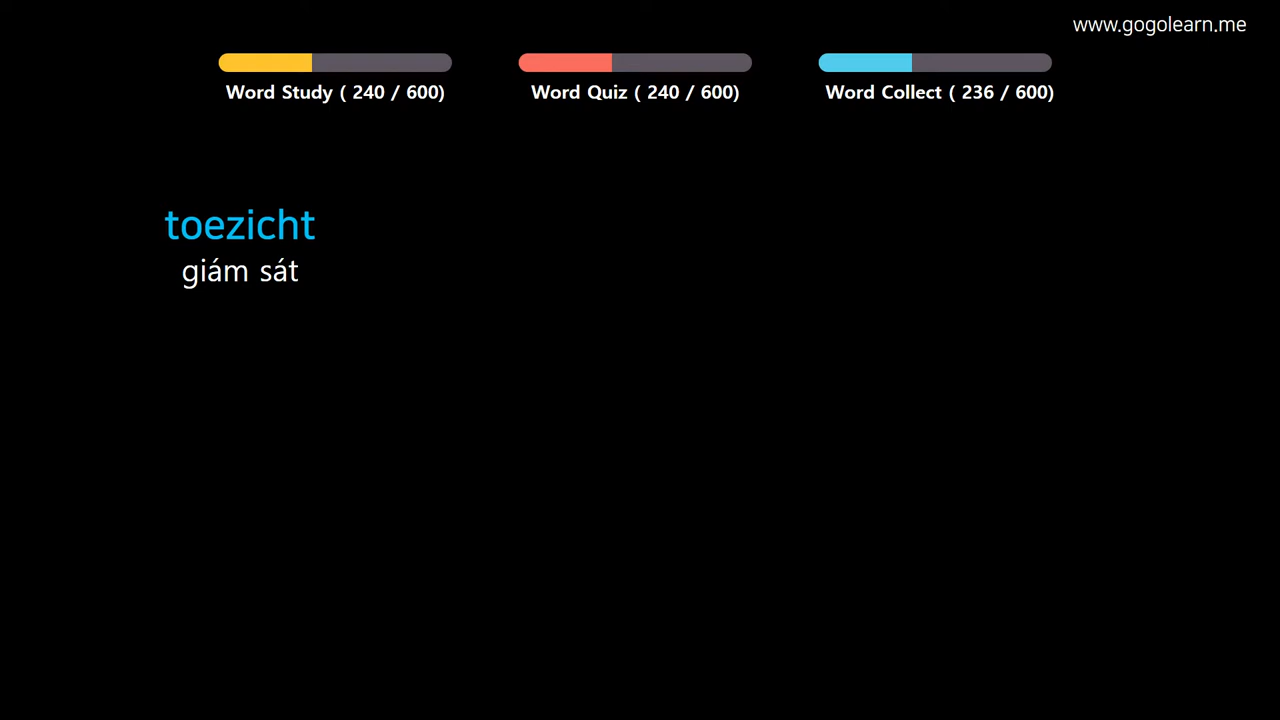 www.gogolearn.me
Word Study ( 240 / 600)
Word Quiz ( 240 / 600)
Word Collect ( 236 / 600)
toezicht
giám sát